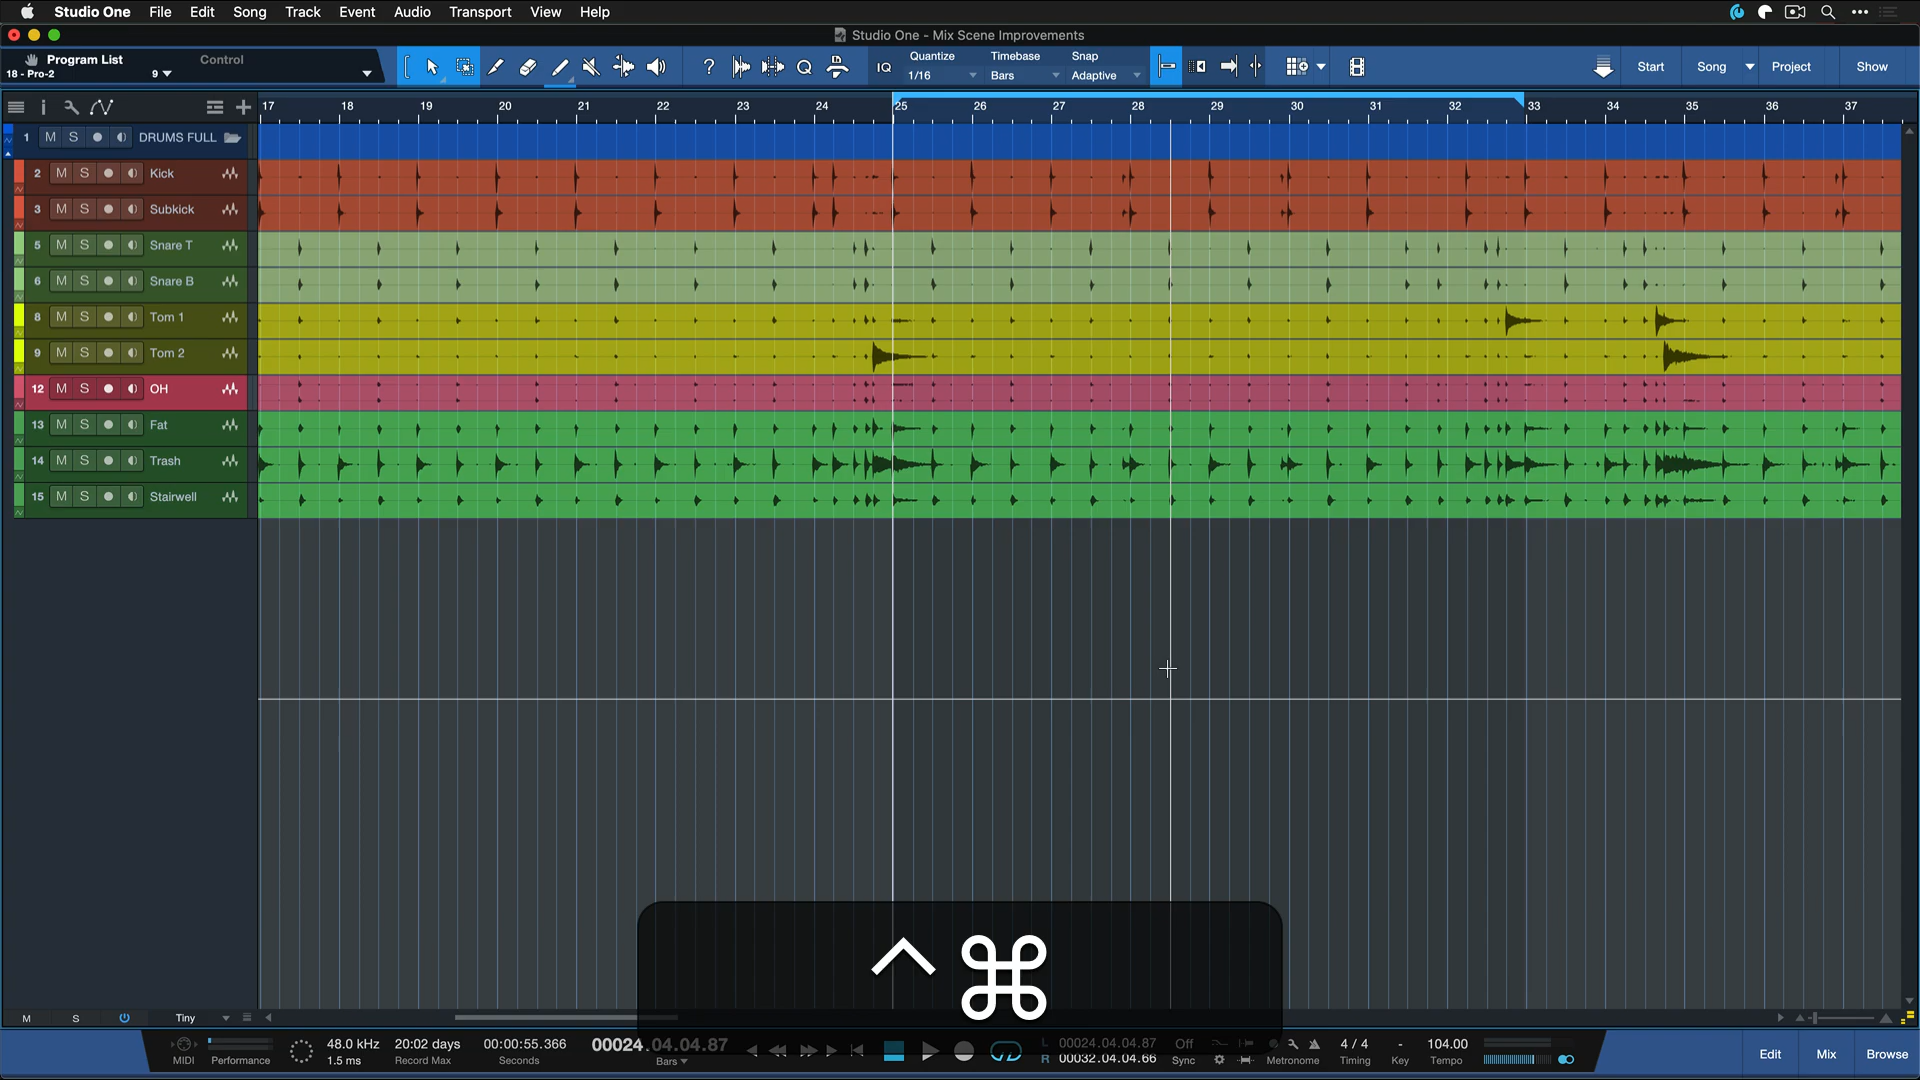 Studio One File Edit Song Track Event Audio Transport View Help
Studio One - Mix Scene Improvements
Program List Control
18 - Pro-2 9
IQ Quantize Timebase Snap
1/16 Bars Adaptive
Start Song Project Show
17 18 19 20 21 22 23 24 25 26 27 28 29 30 31 32 33 34 35 36 37
1 M S DRUMS FULL
2 M S Kick
3 M S Subkick
5 M S Snare T
6 M S Snare B
8 M S Tom 1
9 M S Tom 2
12 M S OH
13 M S Fat
14 M S Trash
15 M S Stairwell
M S Tiny
MIDI Performance
48.0 kHz 20:02 days 00:00:55.366 00024.04.04.87
1.5 ms Record Max Seconds Bars
L 00024.04.04.87 Off 4 / 4 - 104.00
R 00032.04.04.66 Sync Metronome Timing Key Tempo
Edit Mix Browse